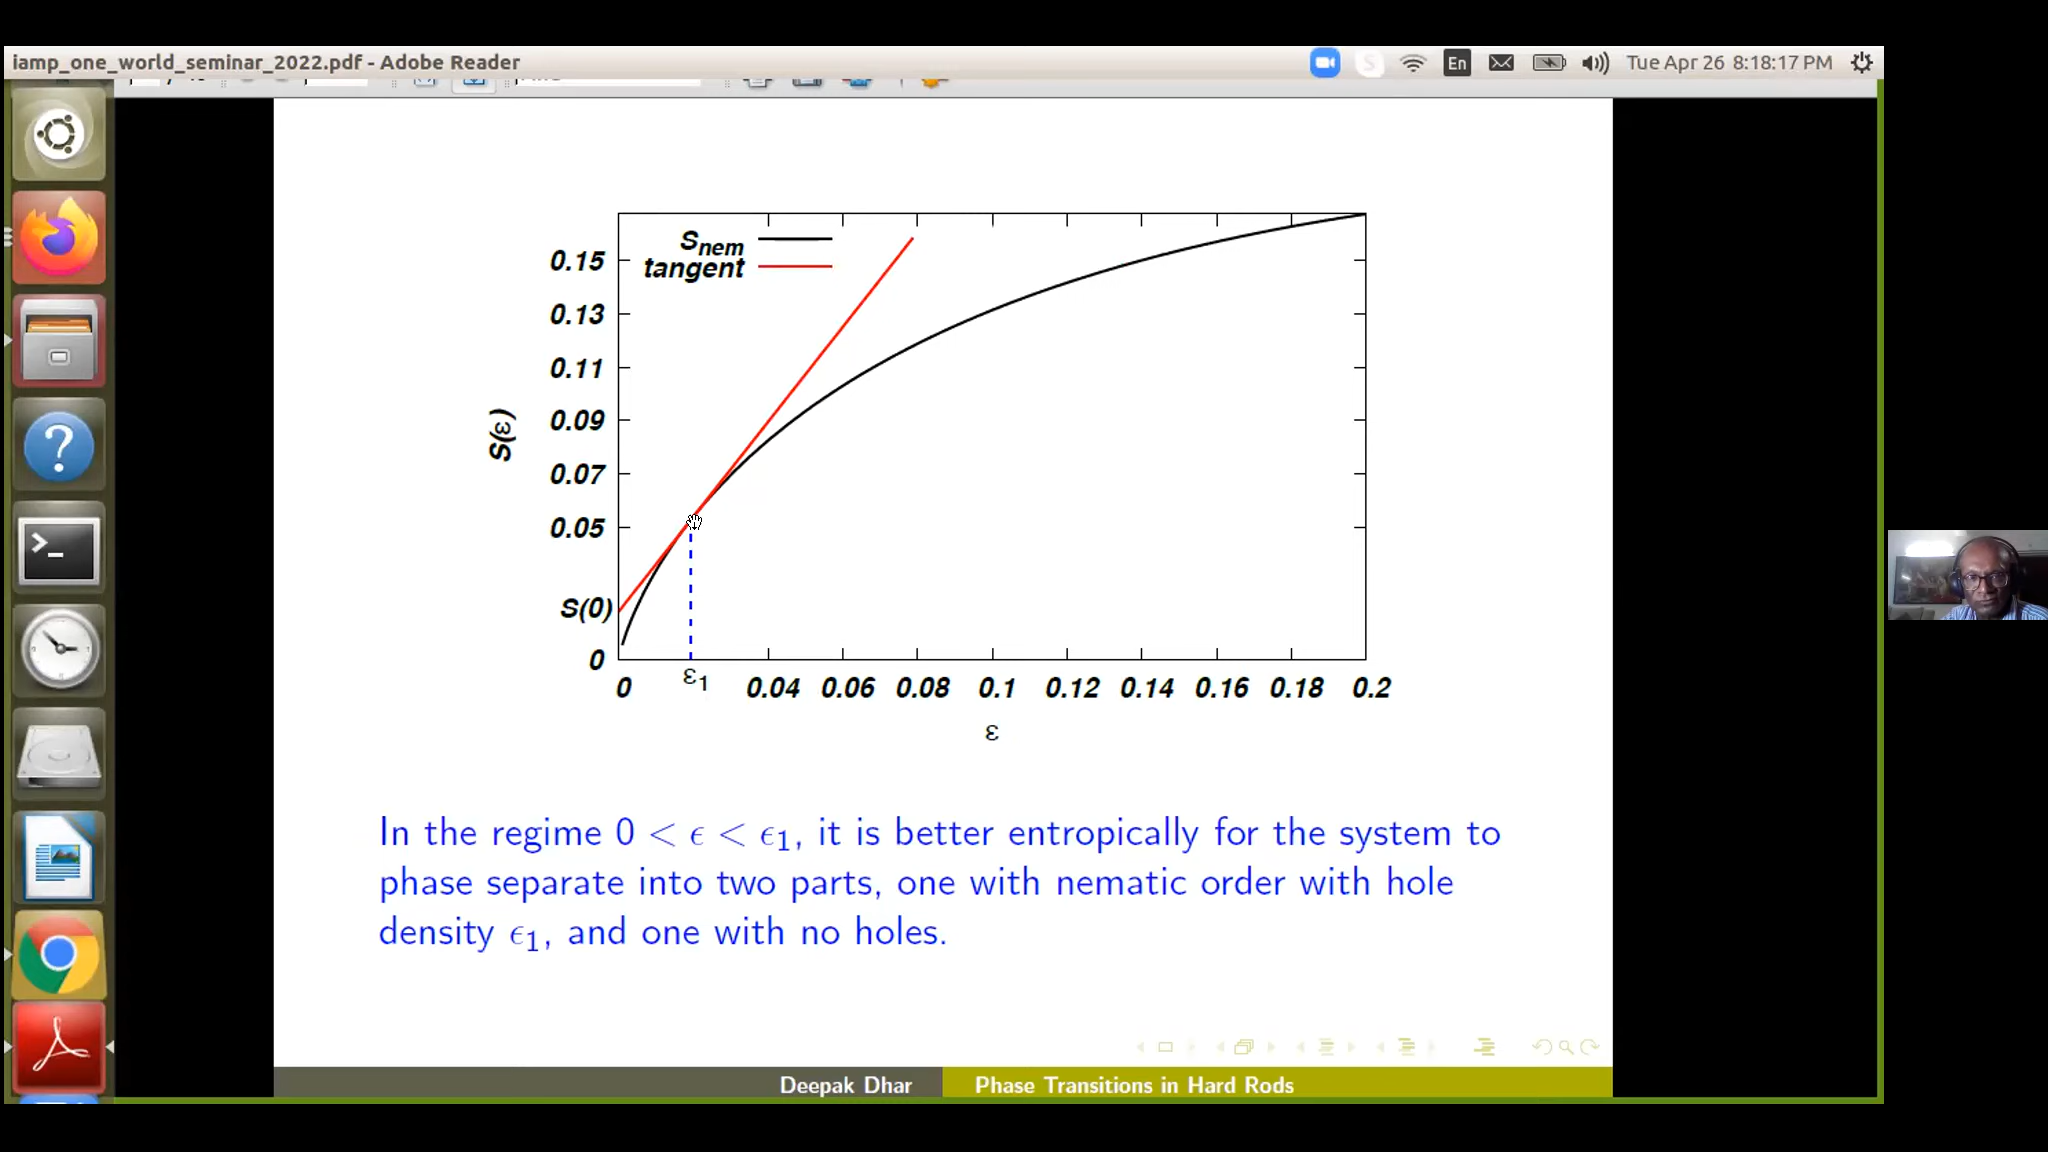 iamp_one_world_seminar_2022.pdf - Adobe Reader
En
Tue Apr 26 8:18:17 PM
S_nem
tangent
0.15
0.13
0.11
0.09
0.07
0.05
S(0)
0
S(ε)
0 ε₁ 0.04 0.06 0.08 0.1 0.12 0.14 0.16 0.18 0.2
ε
In the regime 0 < ϵ < ϵ₁, it is better entropically for the system to
phase separate into two parts, one with nematic order with hole
density ϵ₁, and one with no holes.
Deepak Dhar
Phase Transitions in Hard Rods